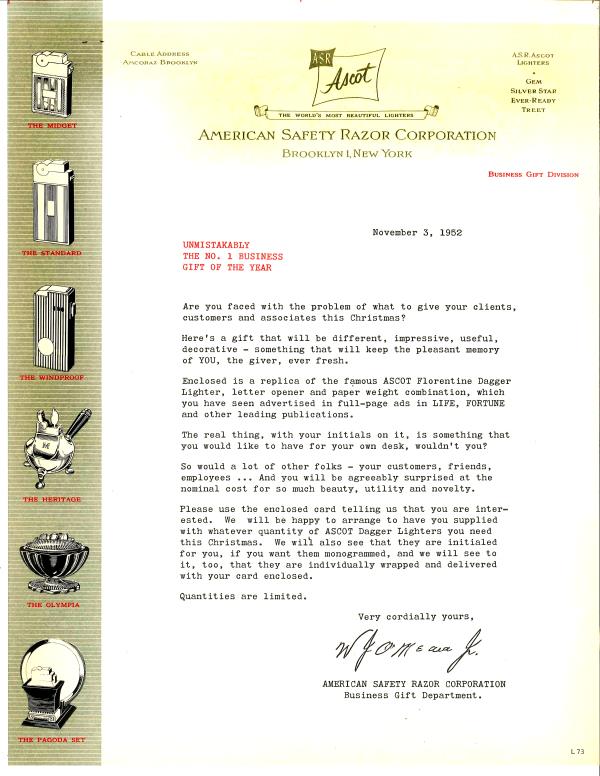 CABLE ADDRESS
AMCORAZ BROOKLYN
A·S·R
Ascot
THE WORLD'S MOST BEAUTIFUL LIGHTERS
A.S.R. ASCOT
LIGHTERS
•
GEM
SILVER STAR
EVER-READY
TREET
AMERICAN SAFETY RAZOR CORPORATION
BROOKLYN 1, NEW YORK
BUSINESS GIFT DIVISION
THE MIDGET
THE STANDARD
THE WINDPROOF
THE HERITAGE
THE OLYMPIA
THE PAGODA SET
November 3, 1952
UNMISTAKABLY
THE NO. 1 BUSINESS
GIFT OF THE YEAR
Are you faced with the problem of what to give your clients,
customers and associates this Christmas?
Here's a gift that will be different, impressive, useful,
decorative – something that will keep the pleasant memory
of YOU, the giver, ever fresh.
Enclosed is a replica of the famous ASCOT Florentine Dagger
Lighter, letter opener and paper weight combination, which
you have seen advertised in full-page ads in LIFE, FORTUNE
and other leading publications.
The real thing, with your initials on it, is something that
you would like to have for your own desk, wouldn't you?
So would a lot of other folks – your customers, friends,
employees ... And you will be agreeably surprised at the
nominal cost for so much beauty, utility and novelty.
Please use the enclosed card telling us that you are inter-
ested. We will be happy to arrange to have you supplied
with whatever quantity of ASCOT Dagger Lighters you need
this Christmas. We will also see that they are initialed
for you, if you want them monogrammed, and we will see to
it, too, that they are individually wrapped and delivered
with your card enclosed.
Quantities are limited.
Very cordially yours,
W J O'Meara Jr.
AMERICAN SAFETY RAZOR CORPORATION
Business Gift Department.
L 73